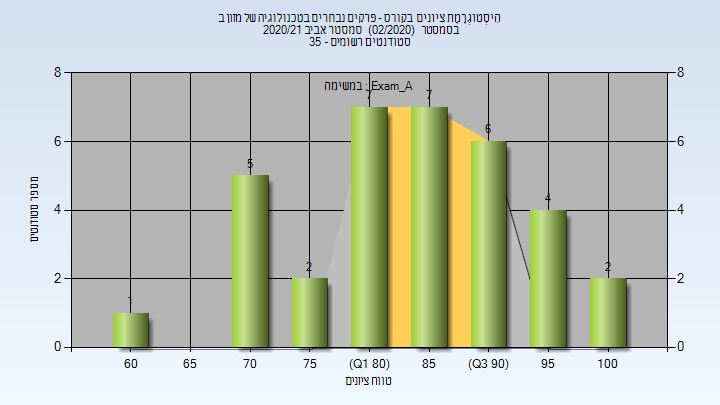 היסטוגרמת ציונים בקורס - פרקים נבחרים בטכנולוגיה של מזון ב
בסמסטר (02/2020) סמסטר אביב 2020/21
סטודנטים רשומים - 35
במשימה : Exam_A
8 8
6 6
4 4
2 2
0 0
1 5 2 7 7 6 4 2
60 65 70 75 (Q1 80) 85 (Q3 90) 95 100
מספר סטודנטים
טווח ציונים